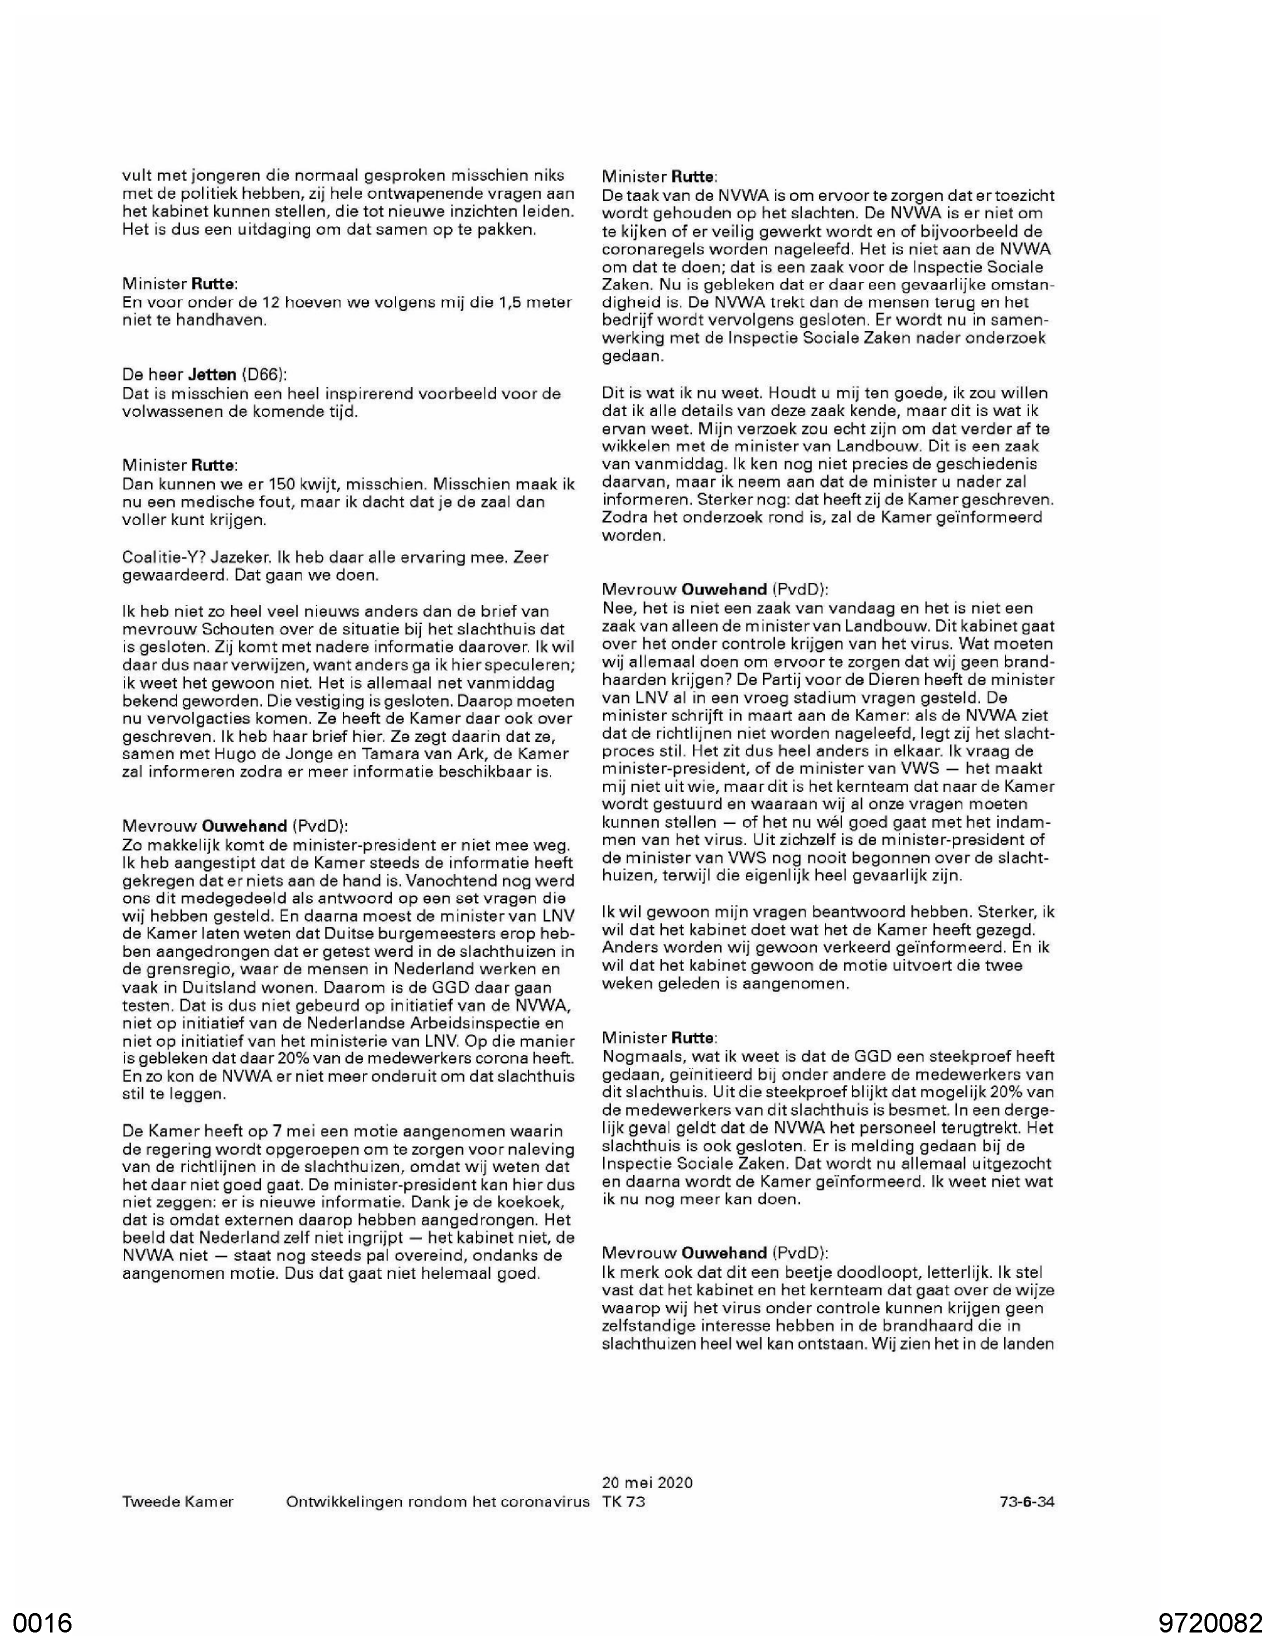 vult met jongeren die normaal gesproken misschien niks
met de politiek hebben, zij hele ontwapenende vragen aan
het kabinet kunnen stellen, die tot nieuwe inzichten leiden.
Het is dus een uitdaging om dat samen op te pakken.
Minister Rutte:
En voor onder de 12 hoeven we volgens mij die 1,5 meter
niet te handhaven.
De heer Jetten (D66):
Dat is misschien een heel inspirerend voorbeeld voor de
volwassenen de komende tijd.
Minister Rutte:
Dan kunnen we er 150 kwijt, misschien. Misschien maak ik
nu een medische fout, maar ik dacht dat je de zaal dan
voller kunt krijgen.
Coalitie-Y? Jazeker. Ik heb daar alle ervaring mee. Zeer
gewaardeerd. Dat gaan we doen.
Ik heb niet zo heel veel nieuws anders dan de brief van
mevrouw Schouten over de situatie bij het slachthuis dat
is gesloten. Zij komt met nadere informatie daarover. Ik wil
daar dus naar verwijzen, want anders ga ik hier speculeren;
ik weet het gewoon niet. Het is allemaal net vanmiddag
bekend geworden. Die vestiging is gesloten. Daarop moeten
nu vervolgacties komen. Ze heeft de Kamer daar ook over
geschreven. Ik heb haar brief hier. Ze zegt daarin dat ze,
samen met Hugo de Jonge en Tamara van Ark, de Kamer
zal informeren zodra er meer informatie beschikbaar is.
Mevrouw Ouwehand (PvdD):
Zo makkelijk komt de minister-president er niet mee weg.
Ik heb aangestipt dat de Kamer steeds de informatie heeft
gekregen dat er niets aan de hand is. Vanochtend nog werd
ons dit medegedeeld als antwoord op een set vragen die
wij hebben gesteld. En daarna moest de minister van LNV
de Kamer laten weten dat Duitse burgemeesters erop heb-
ben aangedrongen dat er getest werd in de slachthuizen in
de grensregio, waar de mensen in Nederland werken en
vaak in Duitsland wonen. Daarom is de GGD daar gaan
testen. Dat is dus niet gebeurd op initiatief van de NVWA,
niet op initiatief van de Nederlandse Arbeidsinspectie en
niet op initiatief van het ministerie van LNV. Op die manier
is gebleken dat daar 20% van de medewerkers corona heeft.
En zo kon de NVWA er niet meer onderuit om dat slachthuis
stil te leggen.
De Kamer heeft op 7 mei een motie aangenomen waarin
de regering wordt opgeroepen om te zorgen voor naleving
van de richtlijnen in de slachthuizen, omdat wij weten dat
het daar niet goed gaat. De minister-president kan hier dus
niet zeggen: er is nieuwe informatie. Dank je de koekoek,
dat is omdat externen daarop hebben aangedrongen. Het
beeld dat Nederland zelf niet ingrijpt — het kabinet niet, de
NVWA niet — staat nog steeds pal overeind, ondanks de
aangenomen motie. Dus dat gaat niet helemaal goed.
Minister Rutte:
De taak van de NVWA is om ervoor te zorgen dat er toezicht
wordt gehouden op het slachten. De NVWA is er niet om
te kijken of er veilig gewerkt wordt en of bijvoorbeeld de
coronaregels worden nageleefd. Het is niet aan de NVWA
om dat te doen; dat is een zaak voor de Inspectie Sociale
Zaken. Nu is gebleken dat er daar een gevaarlijke omstan-
digheid is. De NVWA trekt dan de mensen terug en het
bedrijf wordt vervolgens gesloten. Er wordt nu in samen-
werking met de Inspectie Sociale Zaken nader onderzoek
gedaan.
Dit is wat ik nu weet. Houdt u mij ten goede, ik zou willen
dat ik alle details van deze zaak kende, maar dit is wat ik
ervan weet. Mijn verzoek zou echt zijn om dat verder af te
wikkelen met de minister van Landbouw. Dit is een zaak
van vanmiddag. Ik ken nog niet precies de geschiedenis
daarvan, maar ik neem aan dat de minister u nader zal
informeren. Sterker nog: dat heeft zij de Kamer geschreven.
Zodra het onderzoek rond is, zal de Kamer geïnformeerd
worden.
Mevrouw Ouwehand (PvdD):
Nee, het is niet een zaak van vandaag en het is niet een
zaak van alleen de minister van Landbouw. Dit kabinet gaat
over het onder controle krijgen van het virus. Wat moeten
wij allemaal doen om ervoor te zorgen dat wij geen brand-
haarden krijgen? De Partij voor de Dieren heeft de minister
van LNV al in een vroeg stadium vragen gesteld. De
minister schrijft in maart aan de Kamer: als de NVWA ziet
dat de richtlijnen niet worden nageleefd, legt zij het slacht-
proces stil. Het zit dus heel anders in elkaar. Ik vraag de
minister-president, of de minister van VWS — het maakt
mij niet uit wie, maar dit is het kernteam dat naar de Kamer
wordt gestuurd en waaraan wij al onze vragen moeten
kunnen stellen — of het nu wél goed gaat met het indam-
men van het virus. Uit zichzelf is de minister-president of
de minister van VWS nog nooit begonnen over de slacht-
huizen, terwijl die eigenlijk heel gevaarlijk zijn.
Ik wil gewoon mijn vragen beantwoord hebben. Sterker, ik
wil dat het kabinet doet wat het de Kamer heeft gezegd.
Anders worden wij gewoon verkeerd geïnformeerd. En ik
wil dat het kabinet gewoon de motie uitvoert die twee
weken geleden is aangenomen.
Minister Rutte:
Nogmaals, wat ik weet is dat de GGD een steekproef heeft
gedaan, geïnitieerd bij onder andere de medewerkers van
dit slachthuis. Uit die steekproef blijkt dat mogelijk 20% van
de medewerkers van dit slachthuis is besmet. In een derge-
lijk geval geldt dat de NVWA het personeel terugtrekt. Het
slachthuis is ook gesloten. Er is melding gedaan bij de
Inspectie Sociale Zaken. Dat wordt nu allemaal uitgezocht
en daarna wordt de Kamer geïnformeerd. Ik weet niet wat
ik nu nog meer kan doen.
Mevrouw Ouwehand (PvdD):
Ik merk ook dat dit een beetje doodloopt, letterlijk. Ik stel
vast dat het kabinet en het kernteam dat gaat over de wijze
waarop wij het virus onder controle kunnen krijgen geen
zelfstandige interesse hebben in de brandhaard die in
slachthuizen heel wel kan ontstaan. Wij zien het in de landen
20 mei 2020
Tweede Kamer Ontwikkelingen rondom het coronavirus TK 73 73-6-34
0016 9720082